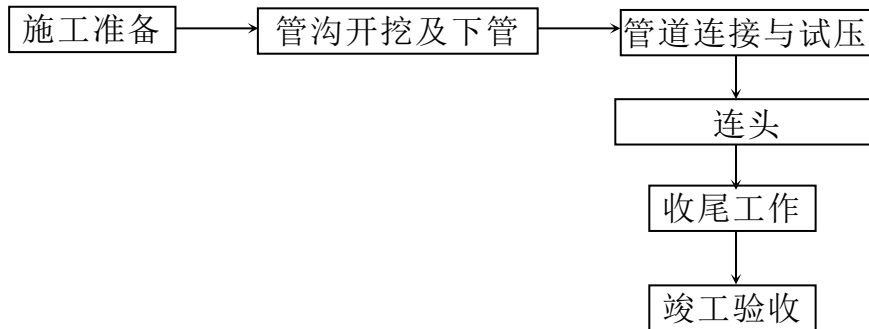 施工准备
管沟开挖及下管
管道连接与试压
连头
收尾工作
竣工验收